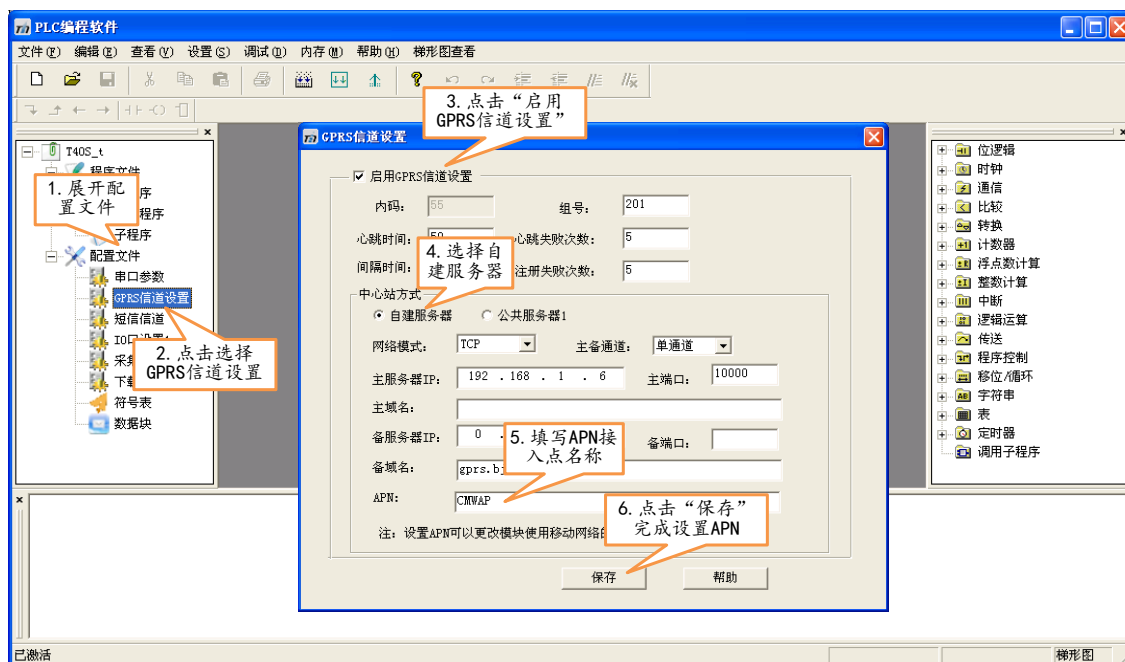 PLC编程软件
文件(F) 编辑(E) 查看(V) 设置(S) 调试(D) 内存(M) 帮助(H) 梯形图查看
3. 点击“启用
GPRS信道设置”
T40S_t
程序文件
1. 展开配
置文件
序
程序
子程序
配置文件
串口参数
GPRS信道设置
短信信道
2. 点击选择
GPRS信道设置
符号表
数据块
GPRS信道设置
启用GPRS信道设置
内码: 55 组号: 201
心跳时间: 心跳失败次数: 5
4. 选择自
建服务器
间隔时间: 注册失败次数: 5
中心站方式
自建服务器 公共服务器1
网络模式: TCP 主备通道: 单通道
主服务器IP: 192 .168 . 1 . 6 主端口: 10000
主域名:
备服务器IP: 0 备端口:
5. 填写APN接
入点名称
备域名: gprs.b
APN: CMWAP
6. 点击“保存”
完成设置APN
注: 设置APN可以更改模块使用移动网络
保存 帮助
位逻辑
时钟
通信
比较
转换
计数器
浮点数计算
整数计算
中断
逻辑运算
传送
程序控制
移位/循环
字符串
表
定时器
调用子程序
已激活 梯形图